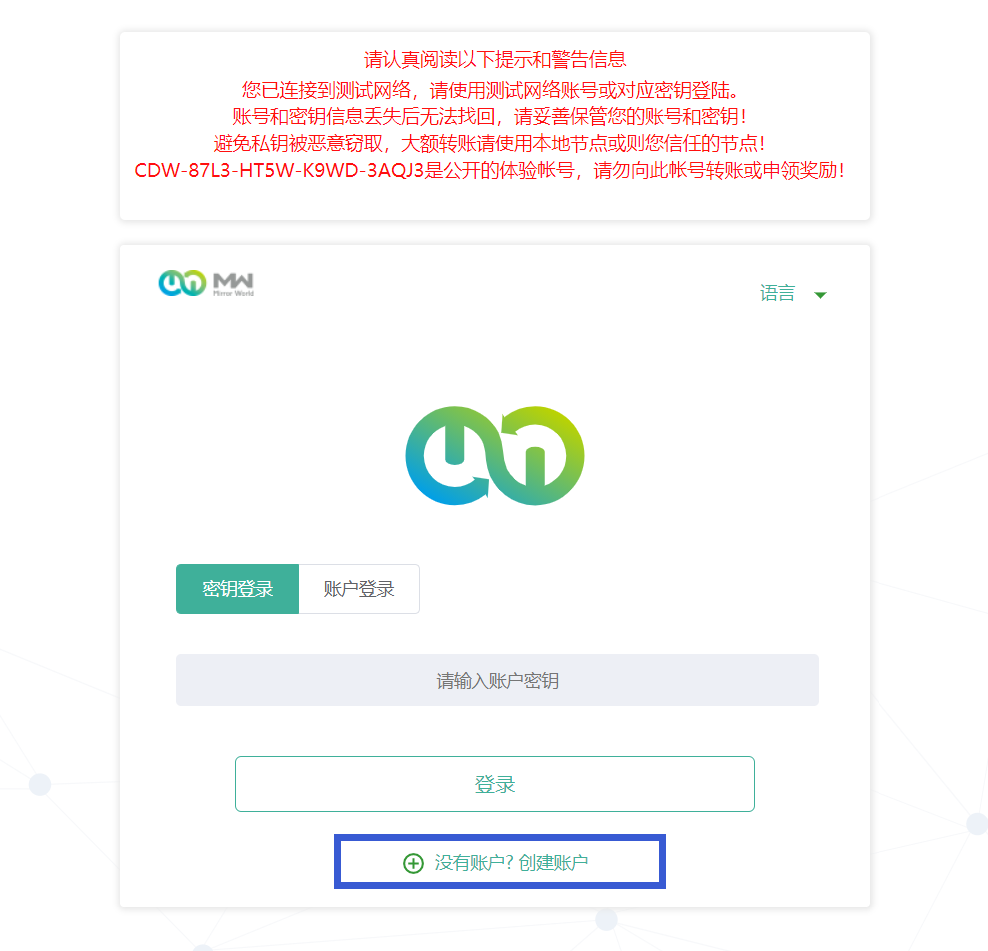 请认真阅读以下提示和警告信息
您已连接到测试网络，请使用测试网络账号或对应密钥登陆。
账号和密钥信息丢失后无法找回，请妥善保管您的账号和密钥！
避免私钥被恶意窃取，大额转账请使用本地节点或则您信任的节点！
CDW-87L3-HT5W-K9WD-3AQJ3是公开的体验帐号，请勿向此帐号转账或申领奖励！
MW
Mirror World
语言
密钥登录 账户登录
请输入账户密钥
登录
没有账户? 创建账户